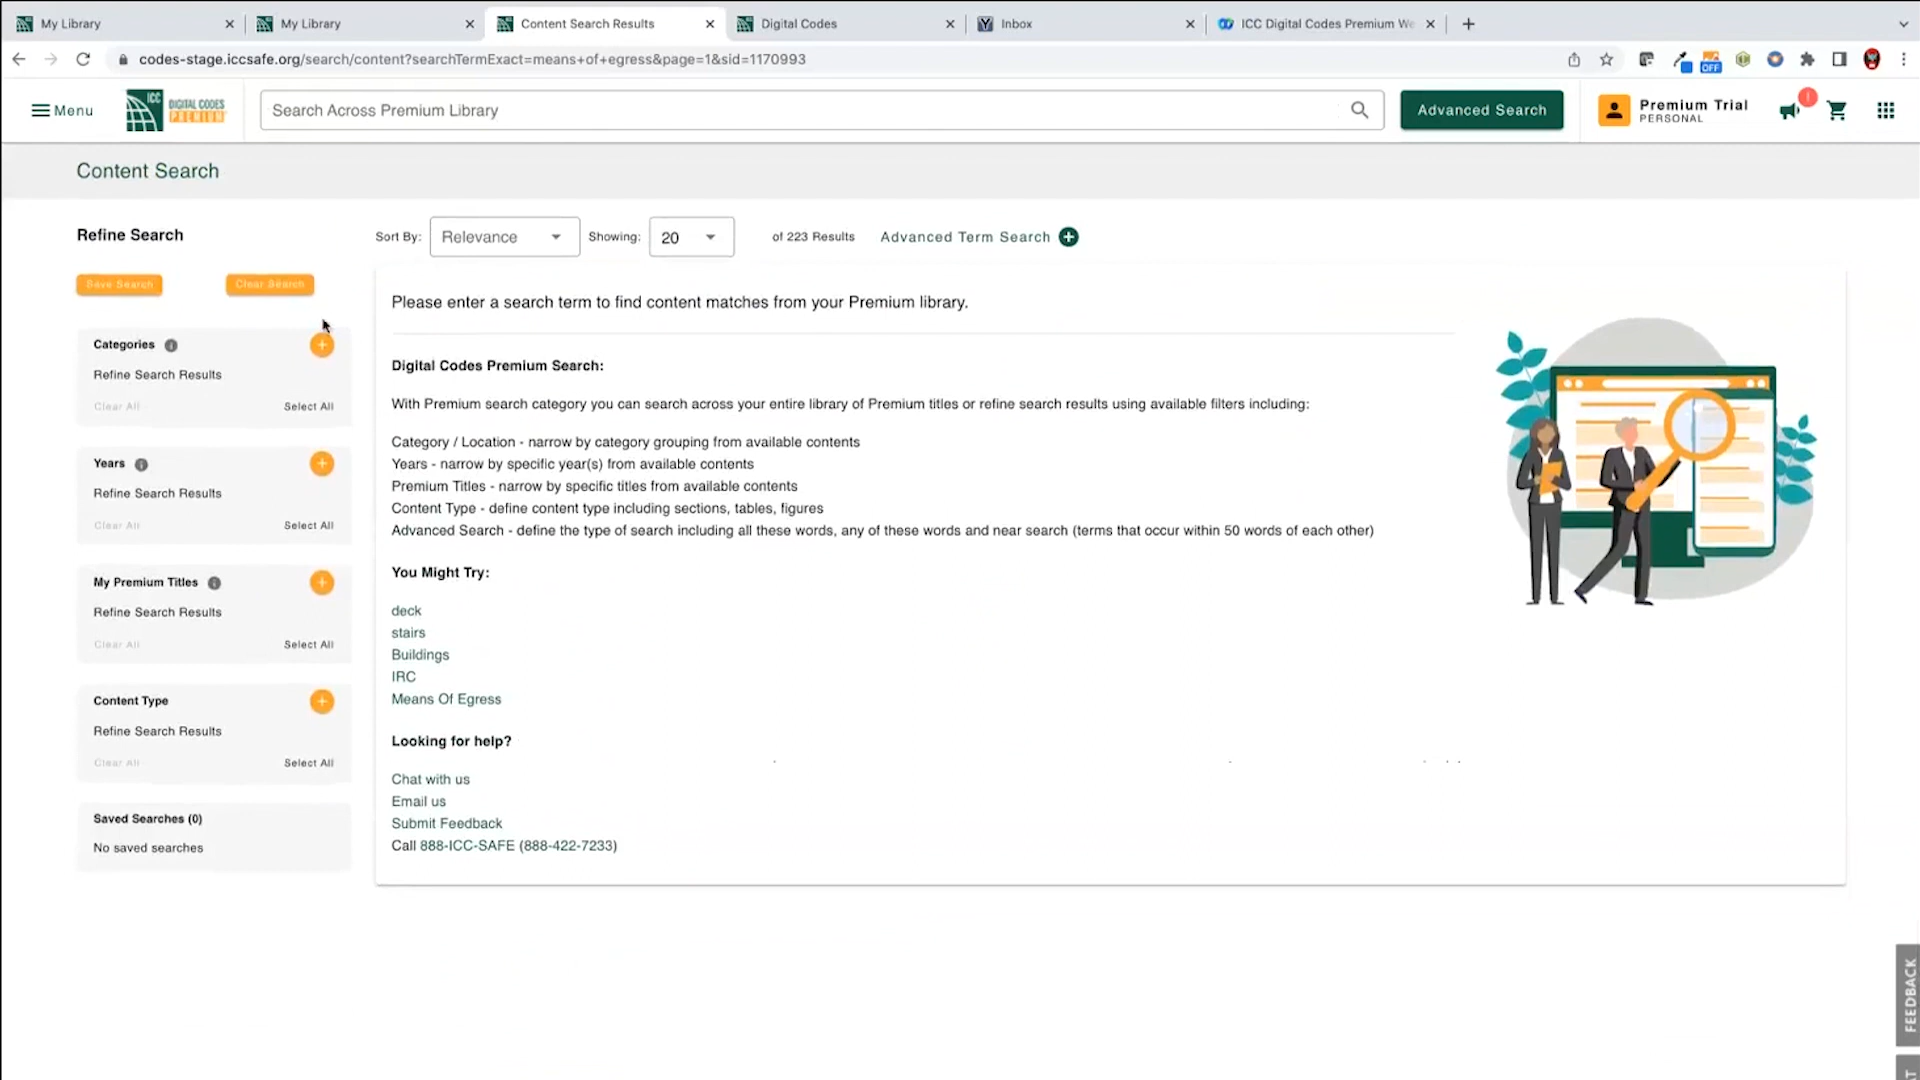 My Library
My Library
Content Search Results
Digital Codes
Inbox
ICC Digital Codes Premium We
codes-stage.iccsafe.org/search/content?searchTermExact=means+of+egress&page=1&sid=1170993
OFF
Menu
ICC
DIGITAL CODES
PREMIUM
Search Across Premium Library
Advanced Search
Premium Trial
PERSONAL
Content Search
Refine Search
Sort By:
Relevance
Showing:
20
of 223 Results
Advanced Term Search
Save Search
Clear Search
Categories
Refine Search Results
Clear All
Select All
Years
Refine Search Results
Clear All
Select All
My Premium Titles
Refine Search Results
Clear All
Select All
Content Type
Refine Search Results
Clear All
Select All
Saved Searches (0)
No saved searches
Please enter a search term to find content matches from your Premium library.
Digital Codes Premium Search:
With Premium search category you can search across your entire library of Premium titles or refine search results using available filters including:
Category / Location - narrow by category grouping from available contents
Years - narrow by specific year(s) from available contents
Premium Titles - narrow by specific titles from available contents
Content Type - define content type including sections, tables, figures
Advanced Search - define the type of search including all these words, any of these words and near search (terms that occur within 50 words of each other)
You Might Try:
deck
stairs
Buildings
IRC
Means Of Egress
Looking for help?
Chat with us
Email us
Submit Feedback
Call 888-ICC-SAFE (888-422-7233)
FEEDBACK